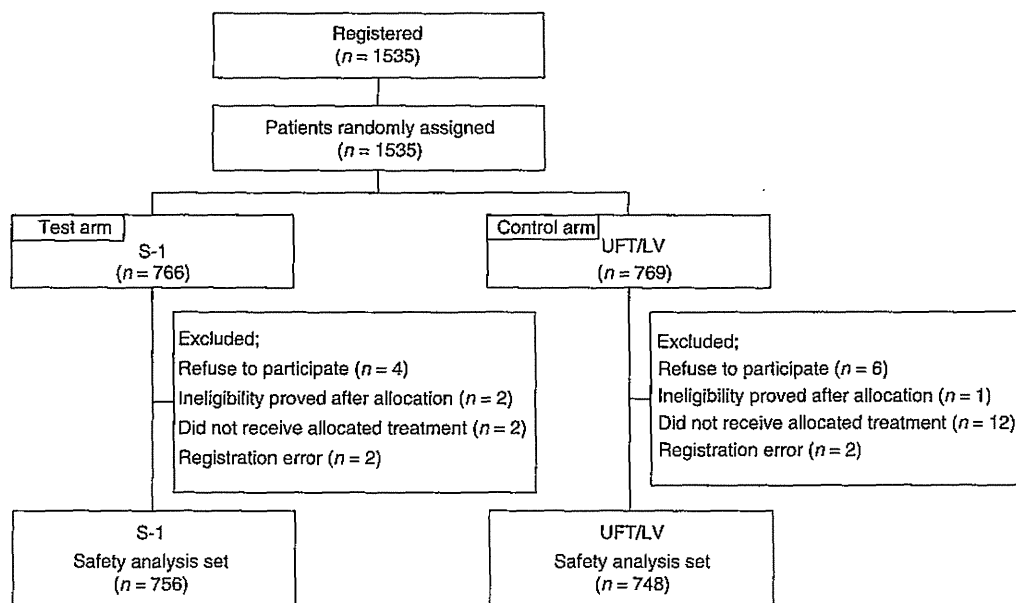 Registered
(n = 1535)
Patients randomly assigned
(n = 1535)
Test arm
S-1
(n = 766)
Control arm
UFT/LV
(n = 769)
Excluded;
Refuse to participate (n = 4)
Ineligibility proved after allocation (n = 2)
Did not receive allocated treatment (n = 2)
Registration error (n = 2)
Excluded;
Refuse to participate (n = 6)
Ineligibility proved after allocation (n = 1)
Did not receive allocated treatment (n = 12)
Registration error (n = 2)
S-1
Safety analysis set
(n = 756)
UFT/LV
Safety analysis set
(n = 748)